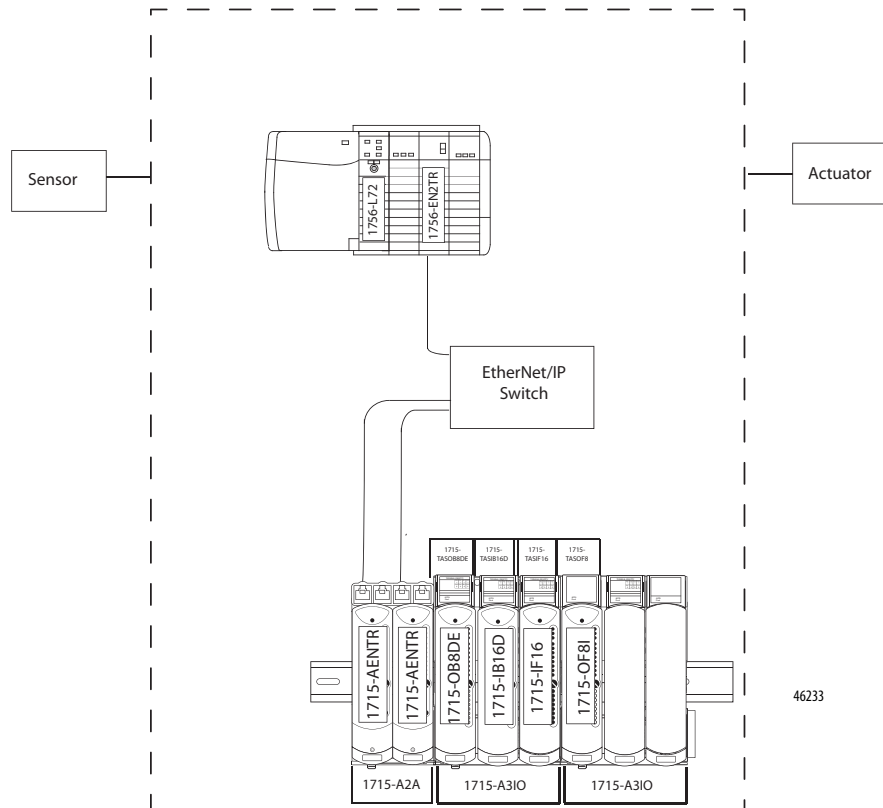 Sensor
Actuator
1756-L72
1756-EN2TR
EtherNet/IP
Switch
1715-
TASOB8DE
1715-
TASIB16D
1715-
TASIF16
1715-
TASOF8
1715-AENTR
1715-AENTR
1715-OB8DE
1715-IB16D
1715-IF16
1715-OF8I
46233
1715-A2A
1715-A3IO
1715-A3IO